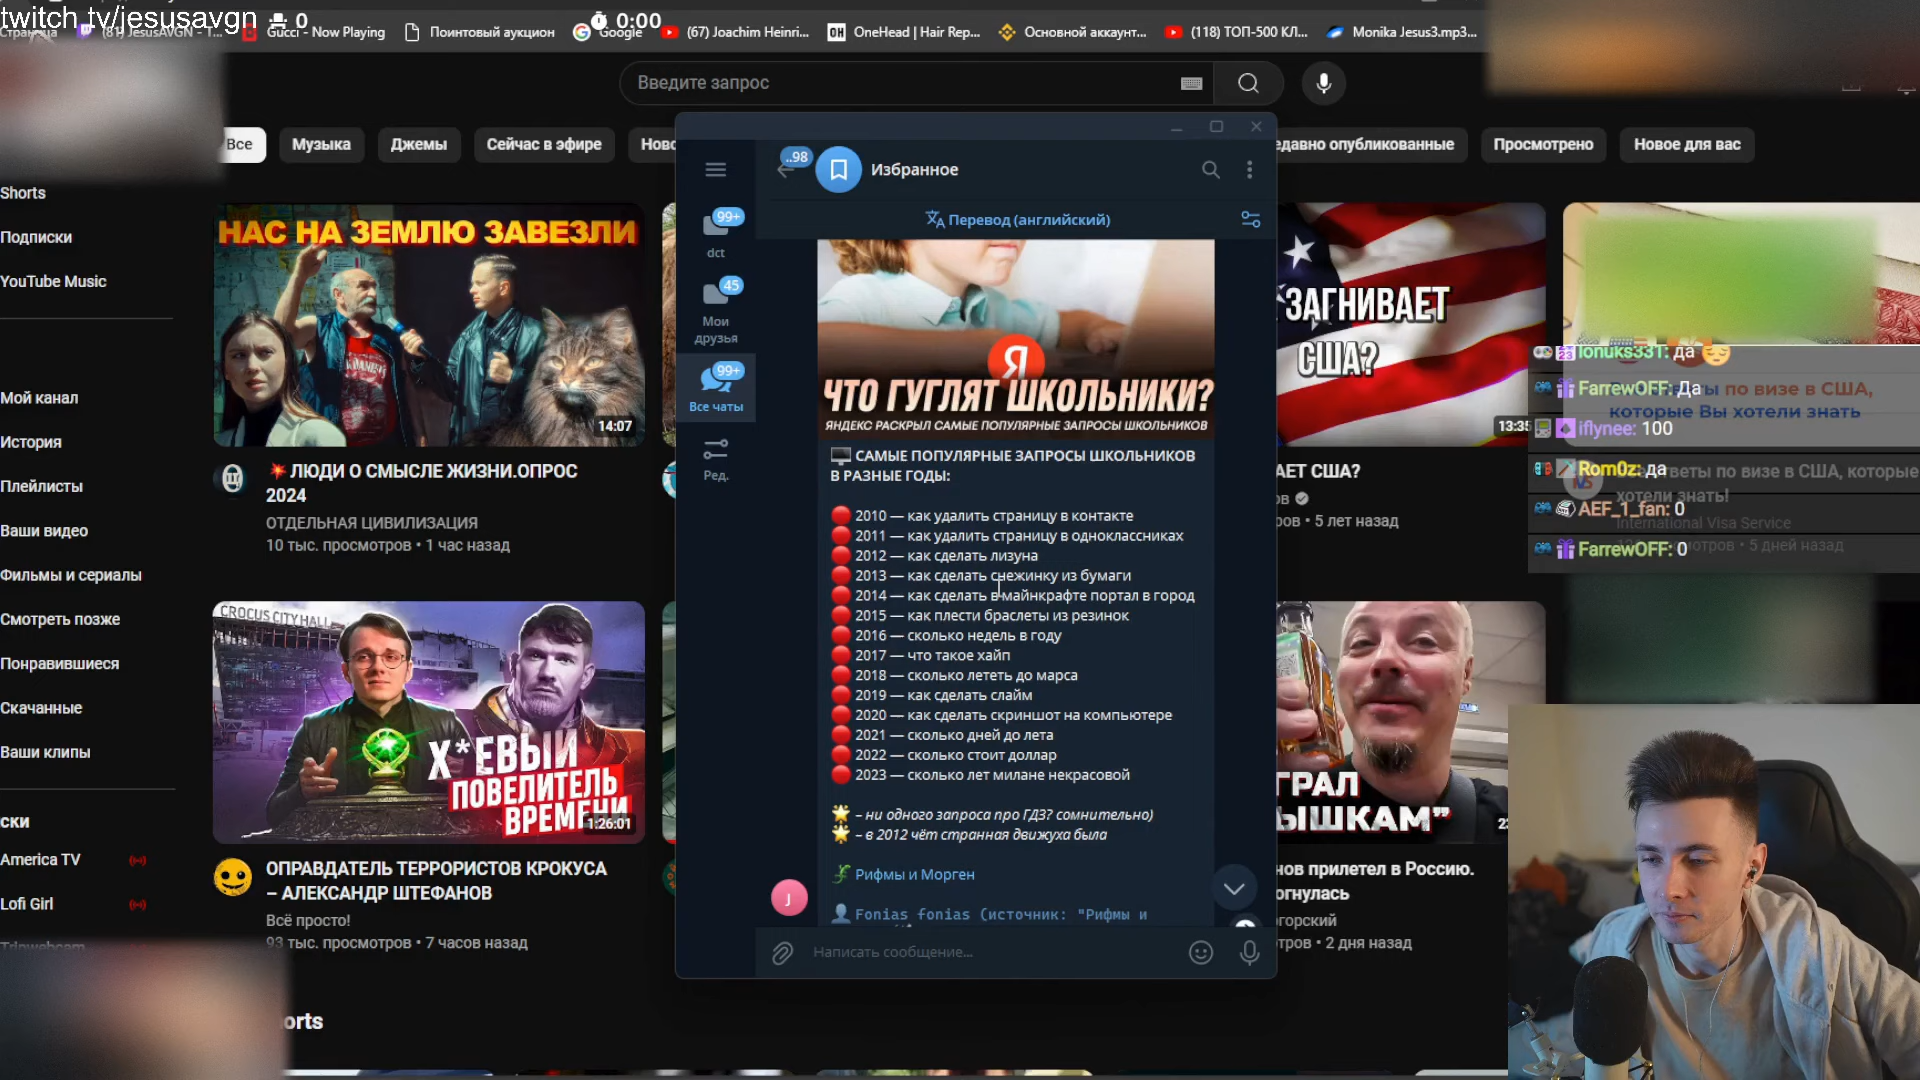 twitch.tv/jesusavgn
0
0:00
Страница
(81) JesusAVGN - T...
Gucci - Now Playing
Поинтовый аукцион
Google
(67) Joachim Heinri...
OH
OneHead | Hair Rep...
Основной аккаунт...
(118) ТОП-500 КЛ...
Monika Jesus3.mp3...
Введите запрос
Все
Музыка
Джемы
Сейчас в эфире
Ново
едавно опубликованные
Просмотрено
Новое для вас
Shorts
Подписки
YouTube Music
Мой канал
История
Плейлисты
Ваши видео
Фильмы и сериалы
Смотреть позже
Понравившиеся
Скачанные
Ваши клипы
ски
America TV
Lofi Girl
НАС НА ЗЕМЛЮ ЗАВЕЗЛИ
14:07
💥ЛЮДИ О СМЫСЛЕ ЖИЗНИ.ОПРОС
2024
ОТДЕЛЬНАЯ ЦИВИЛИЗАЦИЯ
10 тыс. просмотров • 1 час назад
CROCUS CITY HALL
Х*ЕВЫЙ
ПОВЕЛИТЕЛЬ
ВРЕМЕНИ
1:26:01
ОПРАВДАТЕЛЬ ТЕРРОРИСТОВ КРОКУСА
– АЛЕКСАНДР ШТЕФАНОВ
Всё просто!
93 тыс. просмотров • 7 часов назад
orts
..98
Избранное
Перевод (английский)
99+
dct
45
Мои
друзья
99+
Все чаты
Ред.
Я
ЧТО ГУГЛЯТ ШКОЛЬНИКИ?
ЯНДЕКС РАСКРЫЛ САМЫЕ ПОПУЛЯРНЫЕ ЗАПРОСЫ ШКОЛЬНИКОВ
🖥 САМЫЕ ПОПУЛЯРНЫЕ ЗАПРОСЫ ШКОЛЬНИКОВ
В РАЗНЫЕ ГОДЫ:
🔴 2010 — как удалить страницу в контакте
🔴 2011 — как удалить страницу в одноклассниках
🔴 2012 — как сделать лизуна
🔴 2013 — как сделать снежинку из бумаги
🔴 2014 — как сделать в майнкрафте портал в город
🔴 2015 — как плести браслеты из резинок
🔴 2016 — сколько недель в году
🔴 2017 — что такое хайп
🔴 2018 — сколько лететь до марса
🔴 2019 — как сделать слайм
🔴 2020 — как сделать скриншот на компьютере
🔴 2021 — сколько дней до лета
🔴 2022 — сколько стоит доллар
🔴 2023 — сколько лет милане некрасовой
🌟 – ни одного запроса про ГДЗ? сомнительно)
🌟 – в 2012 чёт странная движуха была
Рифмы и Морген
J
👤 Fonias fonias (источник: "Рифмы и
Написать сообщение...
ЗАГНИВАЕТ
США?
13:35
АЕТ США?
ов
ров • 5 лет назад
ГРАЛ
ЫШКАМ”
нов прилетел в Россию.
огнулась
горский
тров • 2 дня назад
lonuks331: да 😔
FarrewOFF: Да
ты по визе в США,
которые Вы хотели знать
iflynee: 100
Rom0z: да
ответы по визе в США, которые
хотели знать!
AEF_1_fan: 0
International Visa Service
FarrewOFF: 0
мотров • 5 дней назад